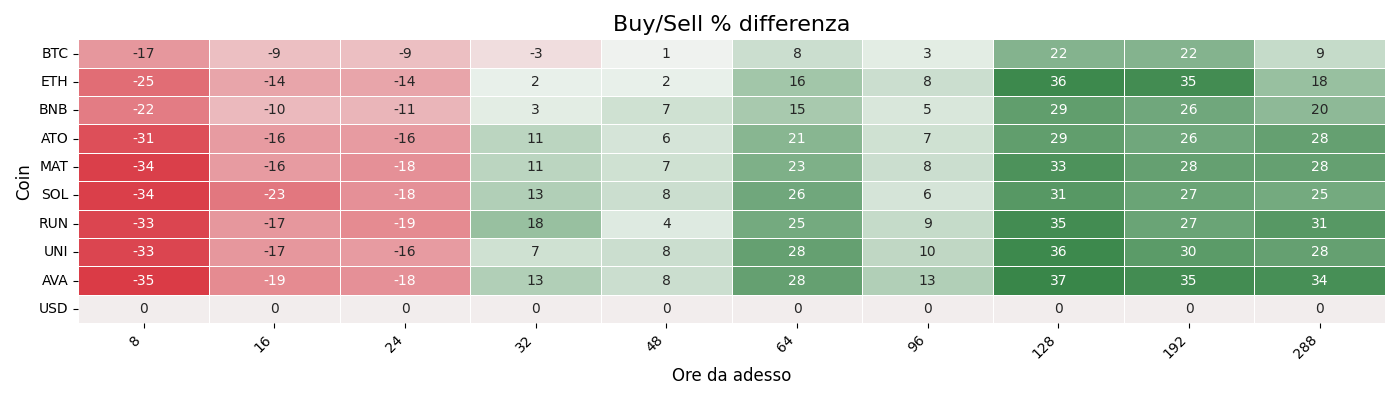 Buy/Sell % differenza
Coin
BTC -17 -9 -9 -3 1 8 3 22 22 9
ETH -25 -14 -14 2 2 16 8 36 35 18
BNB -22 -10 -11 3 7 15 5 29 26 20
ATO -31 -16 -16 11 6 21 7 29 26 28
MAT -34 -16 -18 11 7 23 8 33 28 28
SOL -34 -23 -18 13 8 26 6 31 27 25
RUN -33 -17 -19 18 4 25 9 35 27 31
UNI -33 -17 -16 7 8 28 10 36 30 28
AVA -35 -19 -18 13 8 28 13 37 35 34
USD 0 0 0 0 0 0 0 0 0 0
8 16 24 32 48 64 96 128 192 288
Ore da adesso